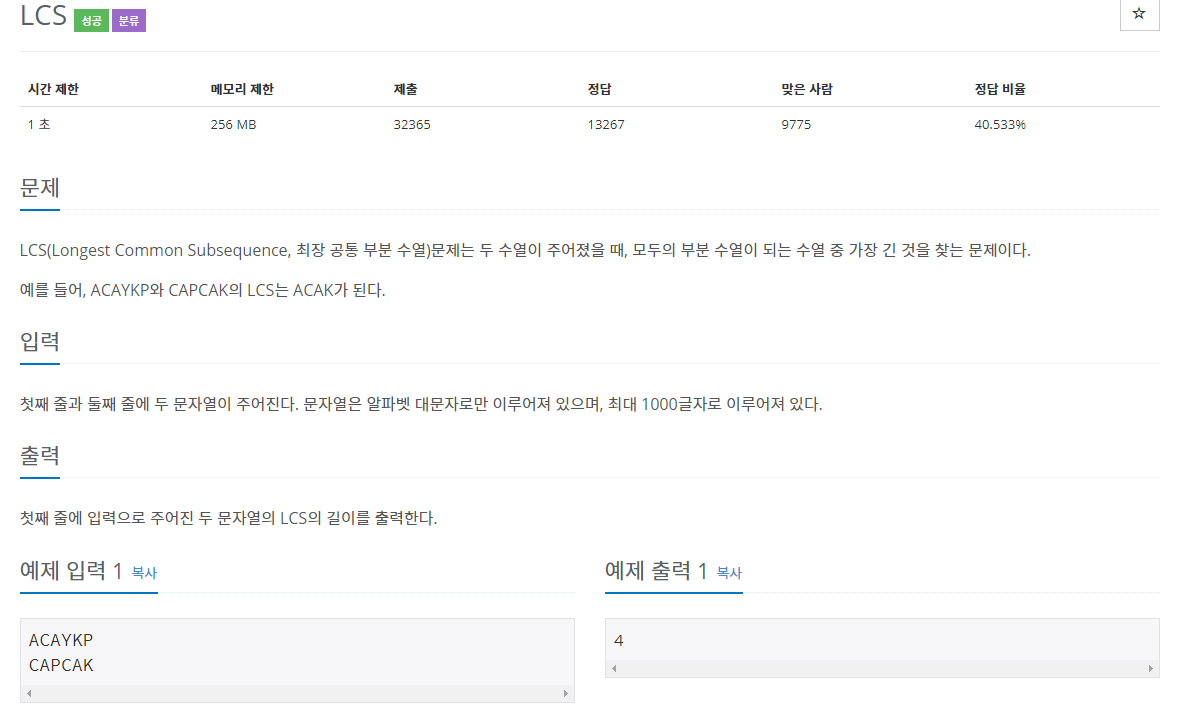 LCS 성공 분류
시간 제한 메모리 제한 제출 정답 맞은 사람 정답 비율
1 초 256 MB 32365 13267 9775 40.533%
문제
LCS(Longest Common Subsequence, 최장 공통 부분 수열)문제는 두 수열이 주어졌을 때, 모두의 부분 수열이 되는 수열 중 가장 긴 것을 찾는 문제이다.
예를 들어, ACAYKP와 CAPCAK의 LCS는 ACAK가 된다.
입력
첫째 줄과 둘째 줄에 두 문자열이 주어진다. 문자열은 알파벳 대문자로만 이루어져 있으며, 최대 1000글자로 이루어져 있다.
출력
첫째 줄에 입력으로 주어진 두 문자열의 LCS의 길이를 출력한다.
예제 입력 1 복사
ACAYKP
CAPCAK
예제 출력 1 복사
4